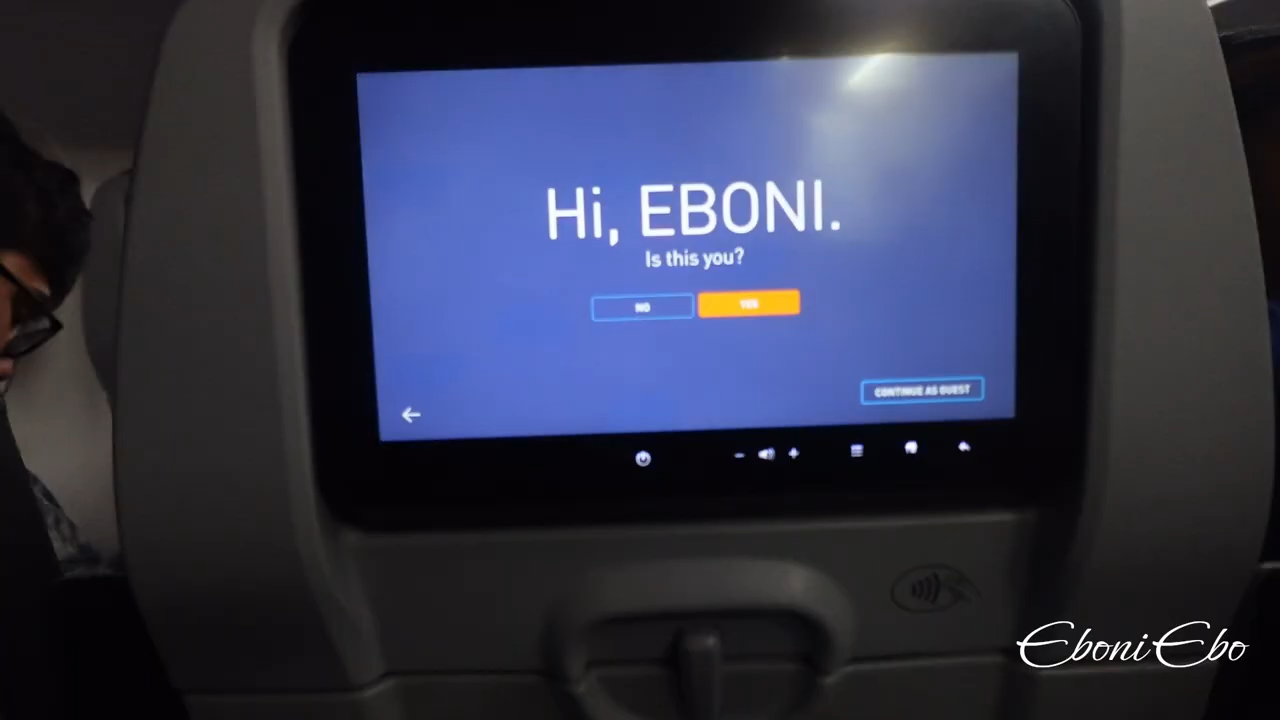 Hi, EBONI.
Is this you?
NO
YES
CONTINUE AS GUEST
EboniEbo